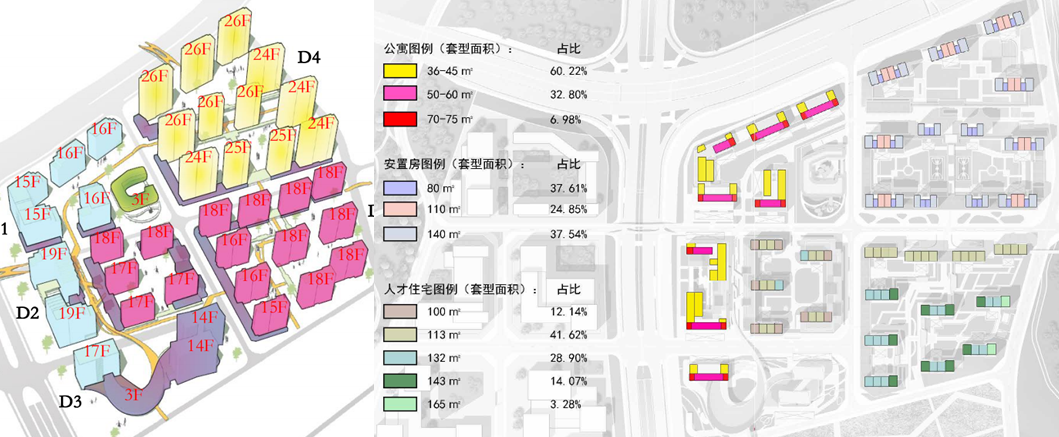 26F
26F
26F
24F
D4
24F
26F
26F
26F
24F
25F
25F
24F
16F
16F
15F
16F
3F
15F
1
18F
18F
18F
18F
18F
18F
18F
18F
16F
18F
19F
17F
17F
17F
16F
18F
15F
D2
19F
14F
17F
14F
3F
D3
公寓图例（套型面积）： 占比
36-45 ㎡ 60.22%
50-60 ㎡ 32.80%
70-75 ㎡ 6.98%
安置房图例（套型面积）： 占比
80 ㎡ 37.61%
110 ㎡ 24.85%
140 ㎡ 37.54%
人才住宅图例（套型面积）： 占比
100 ㎡ 12.14%
113 ㎡ 41.62%
132 ㎡ 28.90%
143 ㎡ 14.07%
165 ㎡ 3.28%